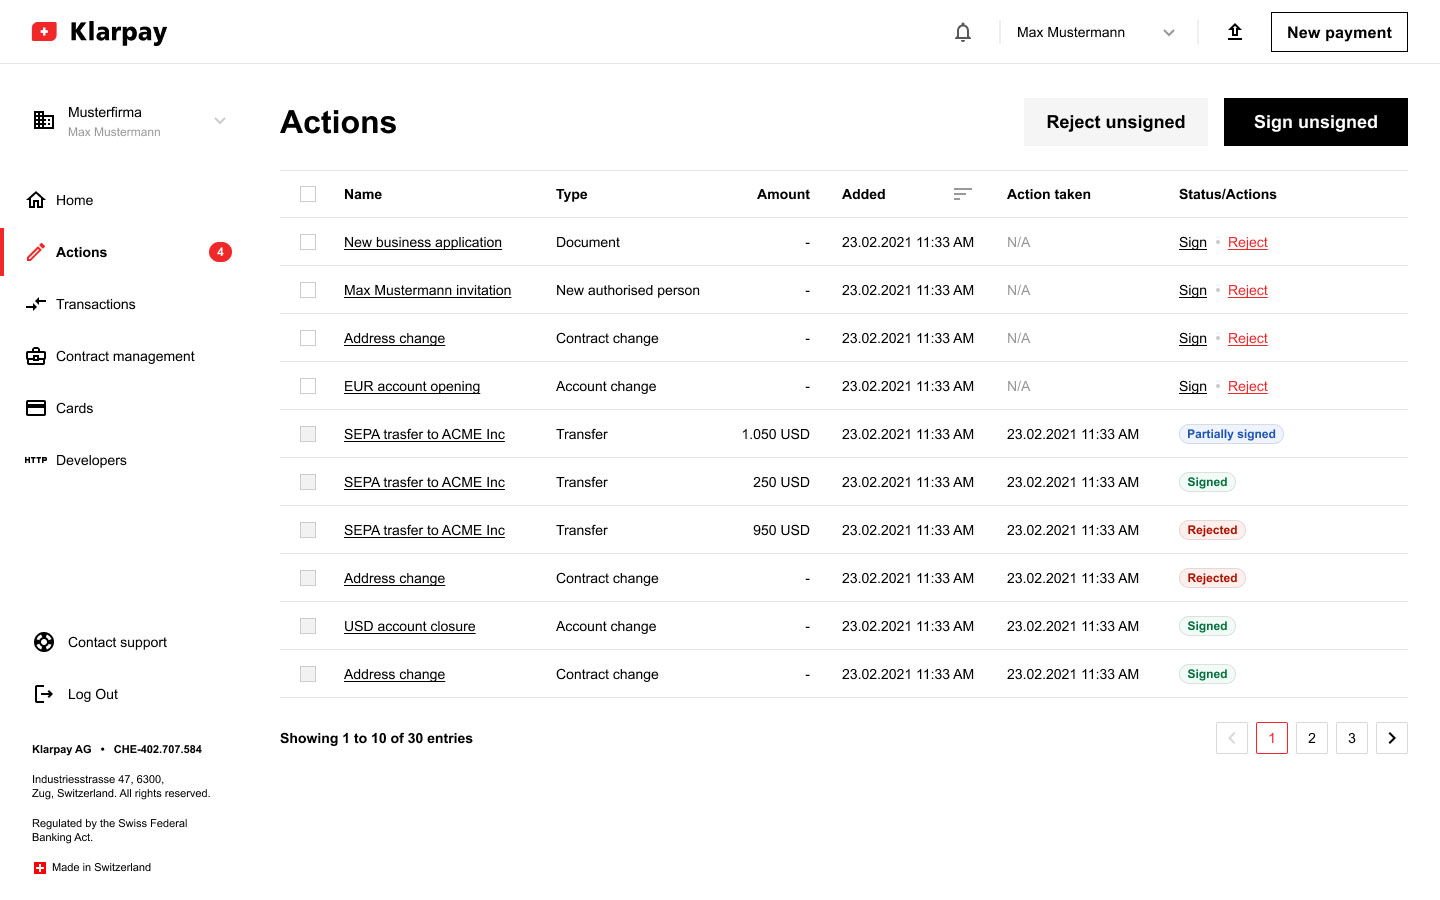 Klarpay
Max Mustermann
New payment
Musterfirma
Max Mustermann
Home
Actions 4
Transactions
Contract management
Cards
HTTP Developers
Contact support
Log Out
Klarpay AG • CHE-402.707.584
Industriesstrasse 47, 6300,
Zug, Switzerland. All rights reserved.
Regulated by the Swiss Federal
Banking Act.
Made in Switzerland
Actions
Reject unsigned
Sign unsigned
Name Type Amount Added Action taken Status/Actions
New business application Document - 23.02.2021 11:33 AM N/A Sign • Reject
Max Mustermann invitation New authorised person - 23.02.2021 11:33 AM N/A Sign • Reject
Address change Contract change - 23.02.2021 11:33 AM N/A Sign • Reject
EUR account opening Account change - 23.02.2021 11:33 AM N/A Sign • Reject
SEPA trasfer to ACME Inc Transfer 1.050 USD 23.02.2021 11:33 AM 23.02.2021 11:33 AM Partially signed
SEPA trasfer to ACME Inc Transfer 250 USD 23.02.2021 11:33 AM 23.02.2021 11:33 AM Signed
SEPA trasfer to ACME Inc Transfer 950 USD 23.02.2021 11:33 AM 23.02.2021 11:33 AM Rejected
Address change Contract change - 23.02.2021 11:33 AM 23.02.2021 11:33 AM Rejected
USD account closure Account change - 23.02.2021 11:33 AM 23.02.2021 11:33 AM Signed
Address change Contract change - 23.02.2021 11:33 AM 23.02.2021 11:33 AM Signed
Showing 1 to 10 of 30 entries
1 2 3